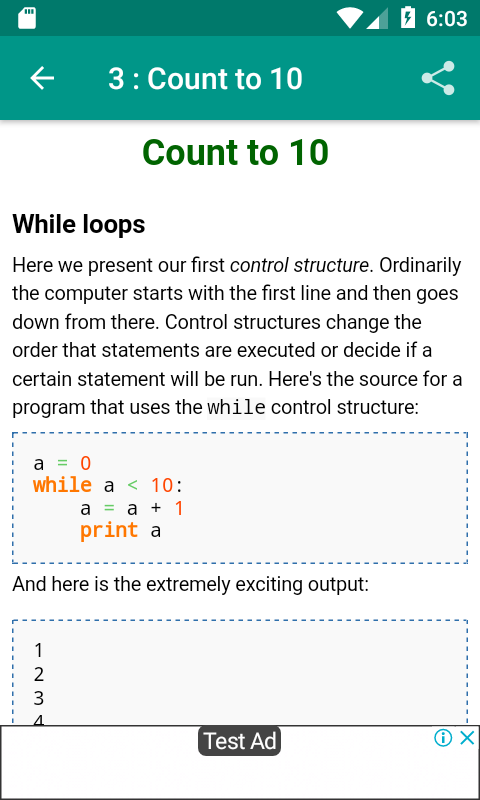 6:03
3 : Count to 10
Count to 10
While loops
Here we present our first control structure. Ordinarily
the computer starts with the first line and then goes
down from there. Control structures change the
order that statements are executed or decide if a
certain statement will be run. Here's the source for a
program that uses the while control structure:
a = 0
while a < 10:
    a = a + 1
    print a
And here is the extremely exciting output:
1
2
3
4
Test Ad